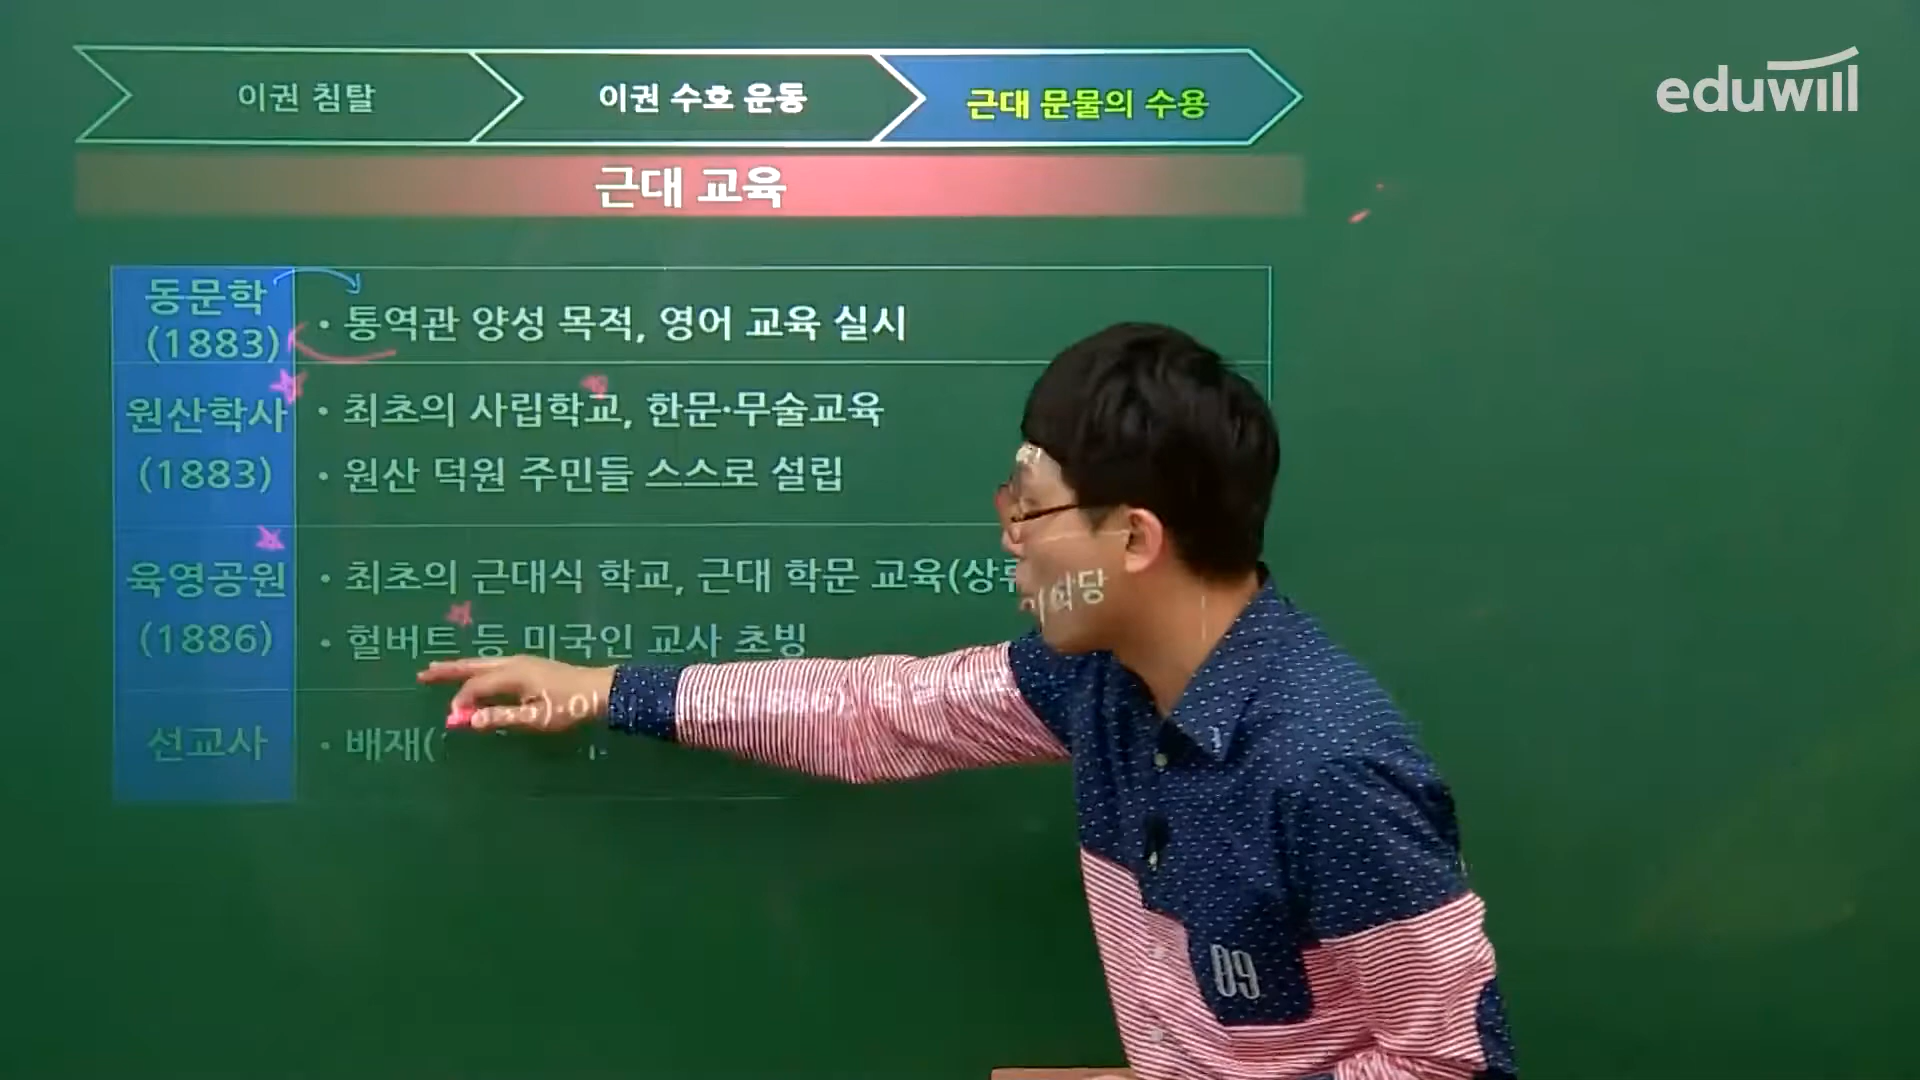 이권 침탈
이권 수호 운동
근대 문물의 수용
eduwill
근대 교육
동문학
(1883)
• 통역관 양성 목적, 영어 교육 실시
원산학사
(1883)
• 최초의 사립학교, 한문·무술교육
• 원산 덕원 주민들 스스로 설립
육영공원
(1886)
• 최초의 근대식 학교, 근대 학문 교육(상류
• 헐버트 등 미국인 교사 초빙
선교사
• 배재(
(1886),
학당
09